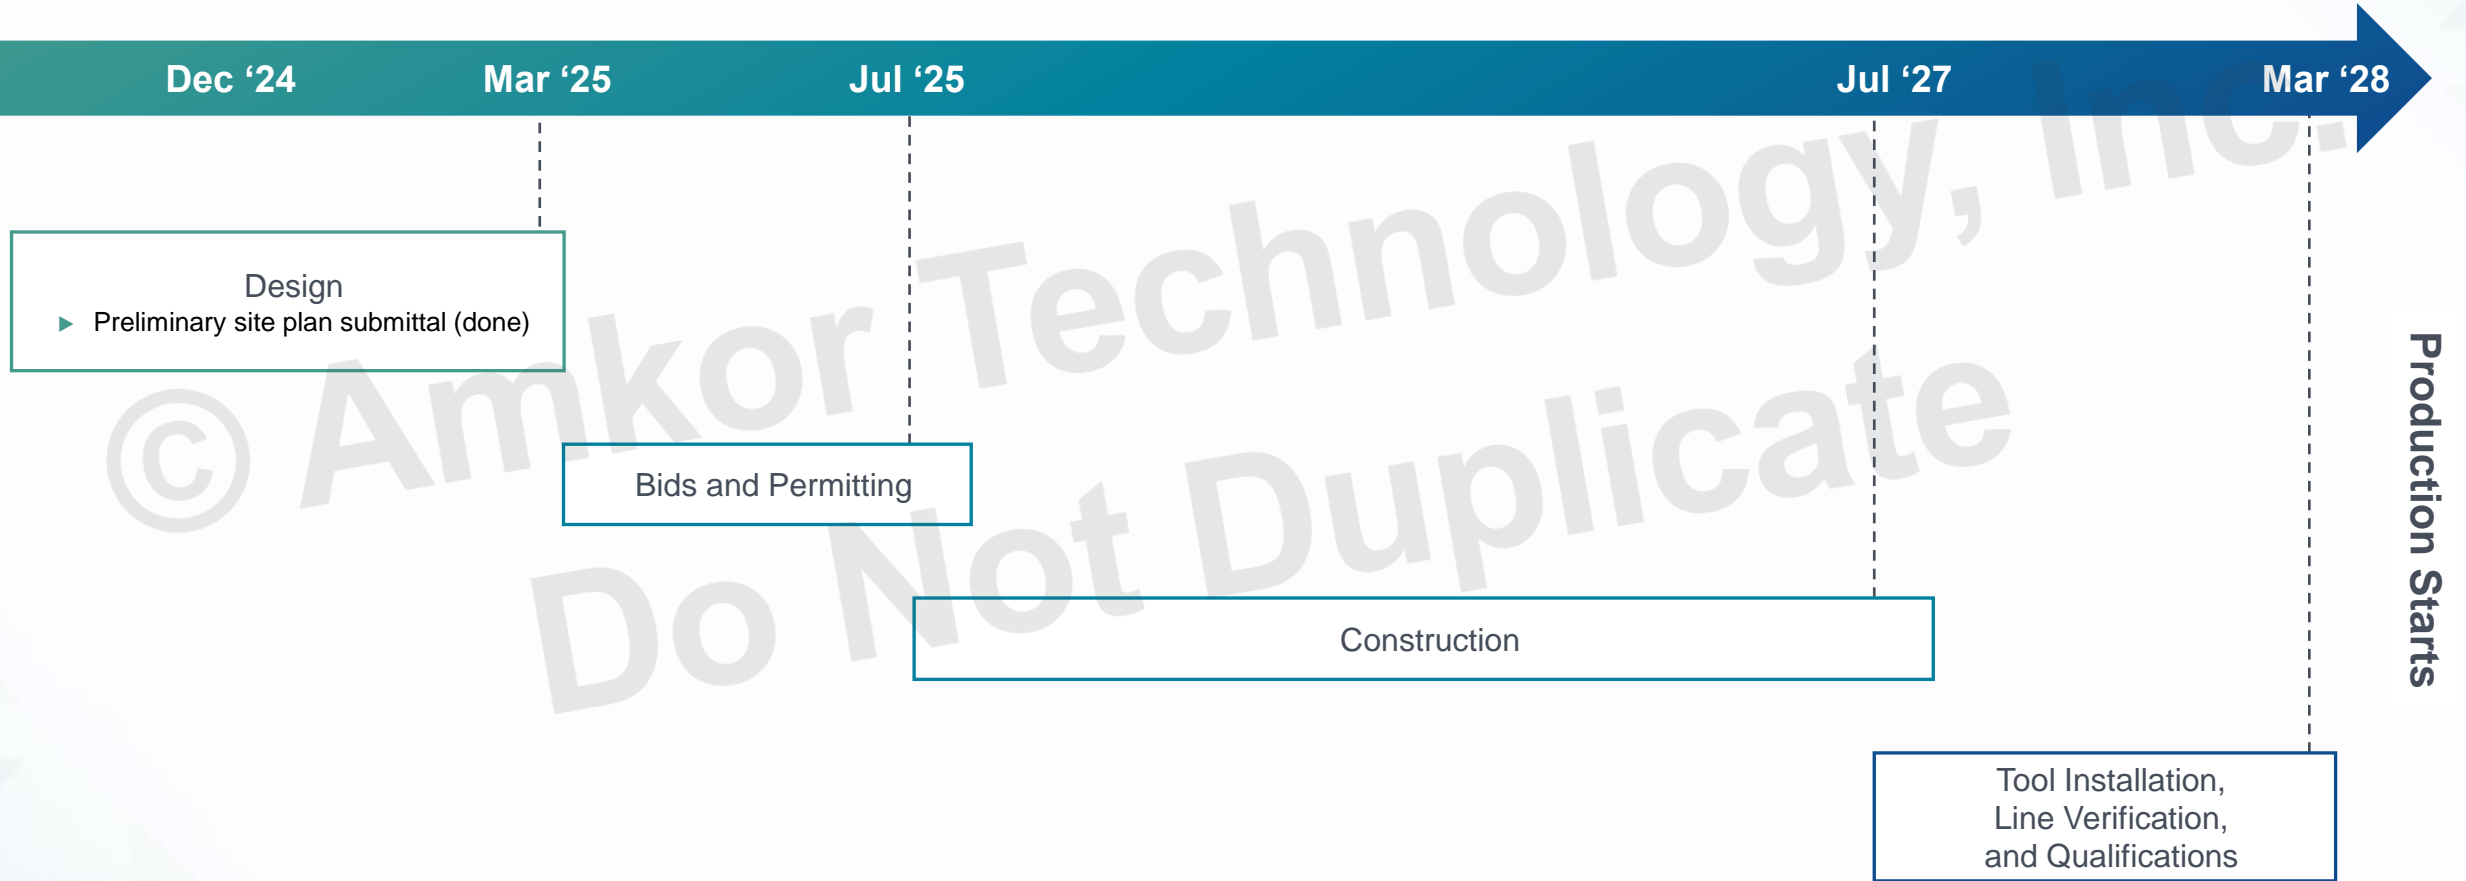 Dec ‘24
Mar ‘25
Jul ‘25
Jul ‘27
Mar ‘28
Design
Preliminary site plan submittal (done)
Bids and Permitting
Construction
Tool Installation,
Line Verification,
and Qualifications
Production Starts
© Amkor Technology, Inc.
Do Not Duplicate